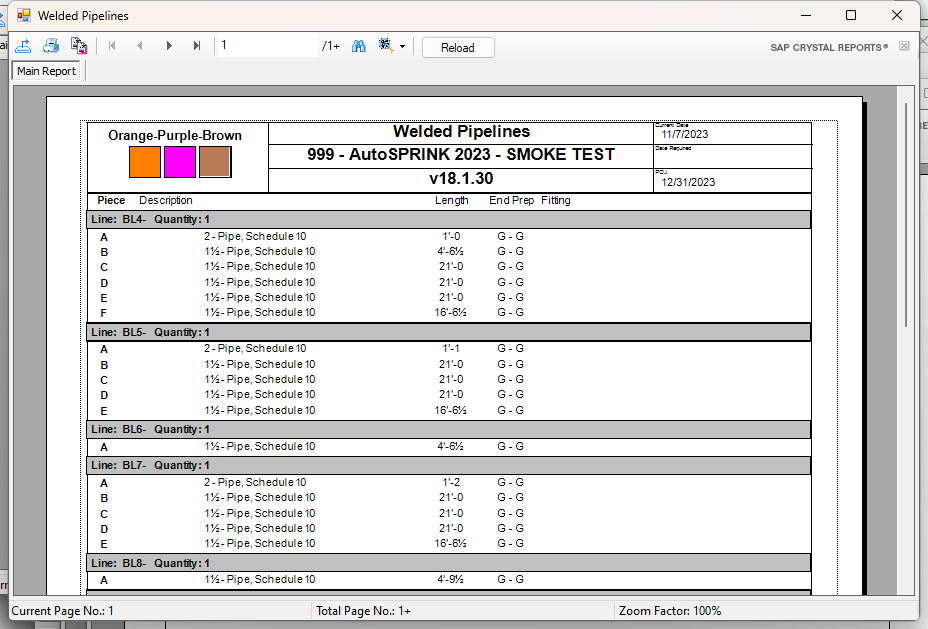 Welded Pipelines
1 /1+ Reload SAP CRYSTAL REPORTS®
Main Report
Orange-Purple-Brown
Welded Pipelines
999 - AutoSPRINK 2023 - SMOKE TEST
v18.1.30
Current Date
11/7/2023
Date Required
12/31/2023
Piece Description Length End Prep Fitting
Line: BL4- Quantity: 1
A 2 - Pipe, Schedule 10 1'-0 G - G
B 1½ - Pipe, Schedule 10 4'-6½ G - G
C 1½ - Pipe, Schedule 10 21'-0 G - G
D 1½ - Pipe, Schedule 10 21'-0 G - G
E 1½ - Pipe, Schedule 10 21'-0 G - G
F 1½ - Pipe, Schedule 10 16'-6½ G - G
Line: BL5- Quantity: 1
A 2 - Pipe, Schedule 10 1'-1 G - G
B 1½ - Pipe, Schedule 10 21'-0 G - G
C 1½ - Pipe, Schedule 10 21'-0 G - G
D 1½ - Pipe, Schedule 10 21'-0 G - G
E 1½ - Pipe, Schedule 10 16'-6½ G - G
Line: BL6- Quantity: 1
A 1½ - Pipe, Schedule 10 4'-6½ G - G
Line: BL7- Quantity: 1
A 2 - Pipe, Schedule 10 1'-2 G - G
B 1½ - Pipe, Schedule 10 21'-0 G - G
C 1½ - Pipe, Schedule 10 21'-0 G - G
D 1½ - Pipe, Schedule 10 21'-0 G - G
E 1½ - Pipe, Schedule 10 16'-6½ G - G
Line: BL8- Quantity: 1
A 1½ - Pipe, Schedule 10 4'-9½ G - G
Current Page No.: 1 Total Page No.: 1+ Zoom Factor: 100%